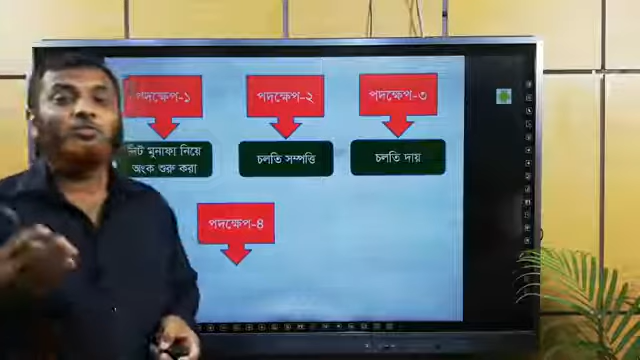 পদক্ষেপ-১
পদক্ষেপ-২
পদক্ষেপ-৩
নিট মুনাফা নিয়ে
অংক শুরু করা
চলতি সম্পত্তি
চলতি দায়
পদক্ষেপ-৪